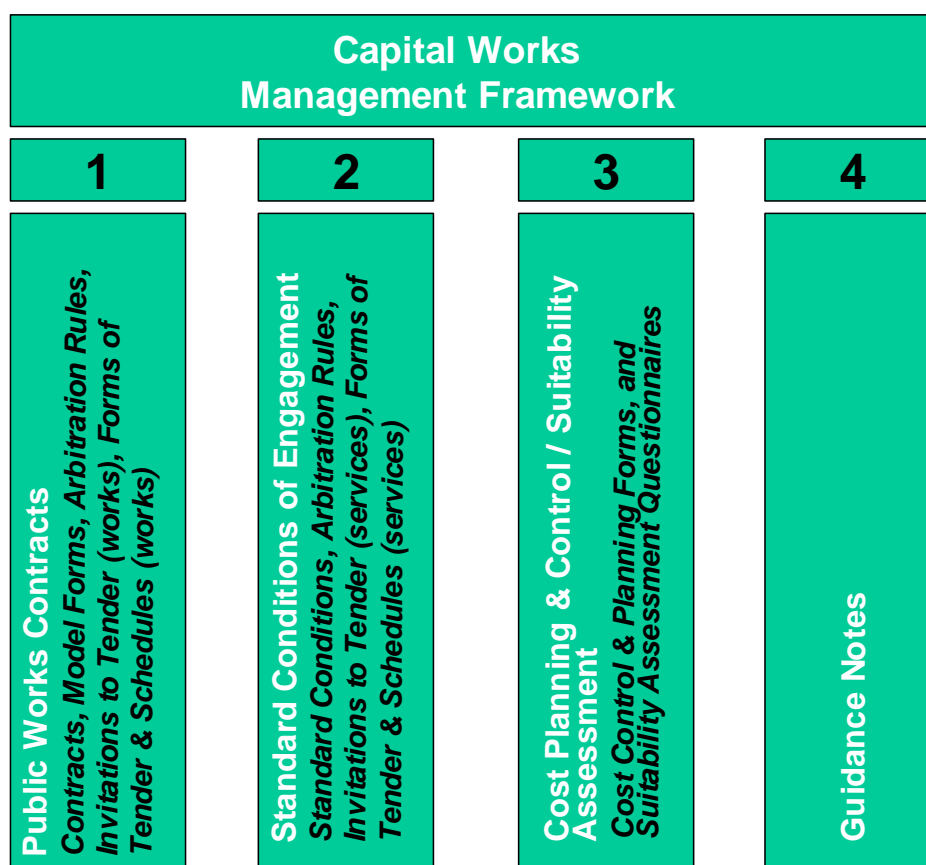 Capital Works
Management Framework
1
2
3
4
Public Works Contracts
Contracts, Model Forms, Arbitration Rules,
Invitations to Tender (works), Forms of
Tender & Schedules (works)
Standard Conditions of Engagement
Standard Conditions, Arbitration Rules,
Invitations to Tender (services), Forms of
Tender & Schedules (services)
Cost Planning & Control / Suitability
Assessment
Cost Control & Planning Forms, and
Suitability Assessment Questionnaires
Guidance Notes